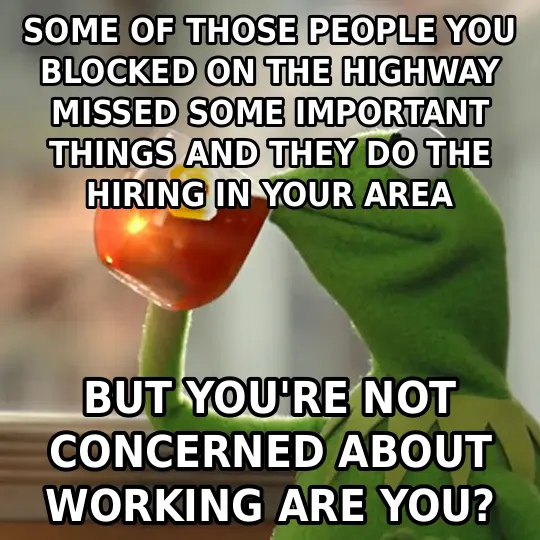 SOME OF THOSE PEOPLE YOU
BLOCKED ON THE HIGHWAY
MISSED SOME IMPORTANT
THINGS AND THEY DO THE
HIRING IN YOUR AREA
BUT YOU'RE NOT
CONCERNED ABOUT
WORKING ARE YOU?